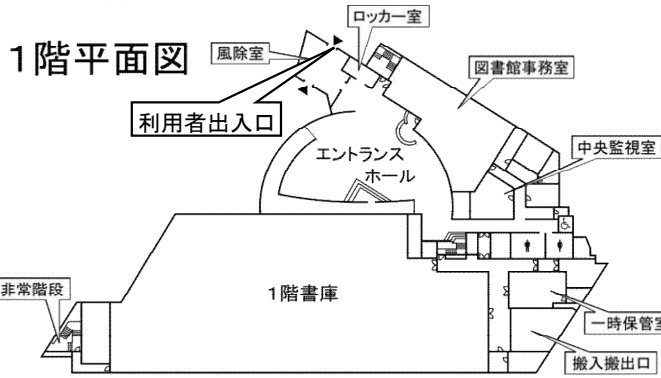 1階平面図
風除室
ロッカー室
図書館事務室
利用者出入口
エントランス
ホール
中央監視室
1階書庫
非常階段
一時保管室
搬入搬出口